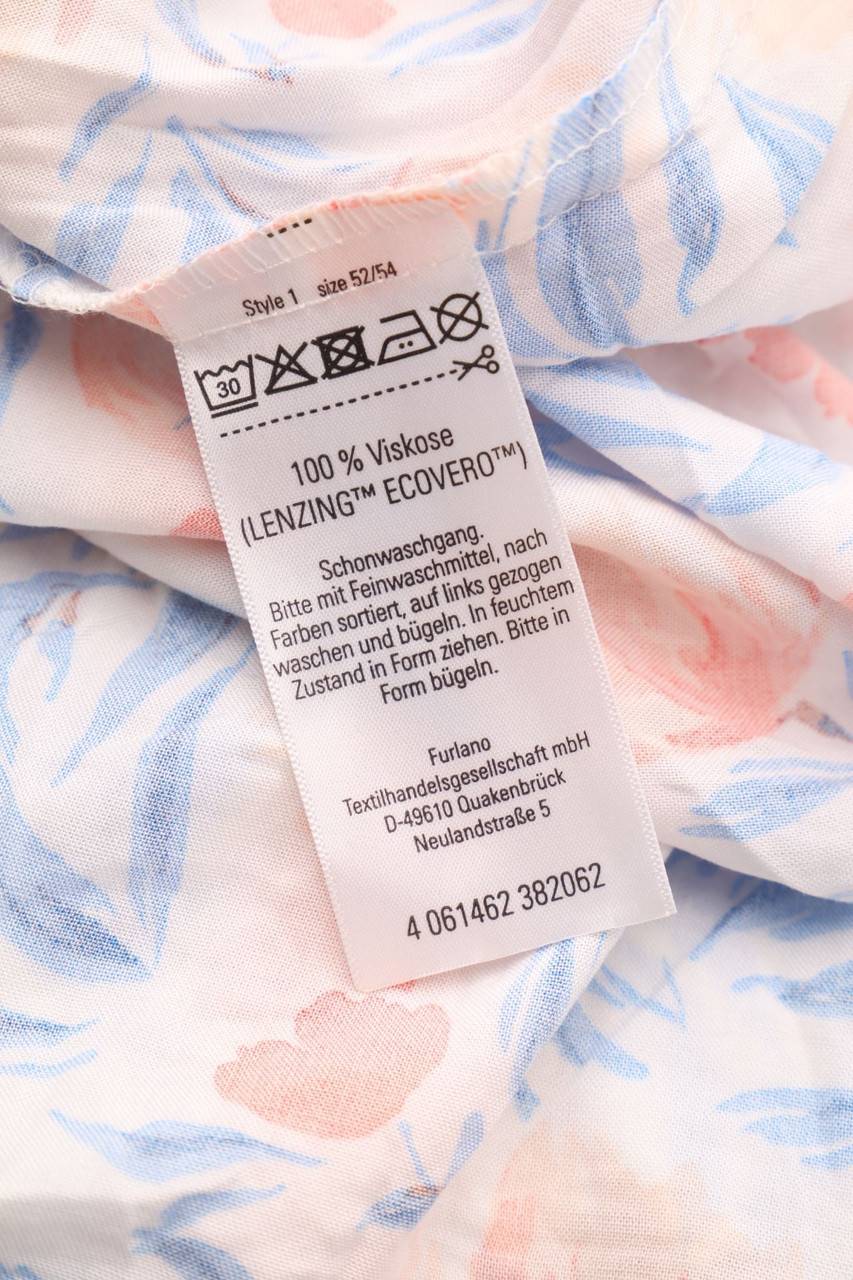 Style 1 size 52/54
30
100 % Viskose
(LENZING™ ECOVERO™)
Schonwaschgang.
Bitte mit Feinwaschmittel, nach
Farben sortiert, auf links gezogen
waschen und bügeln. In feuchtem
Zustand in Form ziehen. Bitte in
Form bügeln.
Furlano
Textilhandelsgesellschaft mbH
D-49610 Quakenbrück
Neulandstraße 5
4 061462 382062